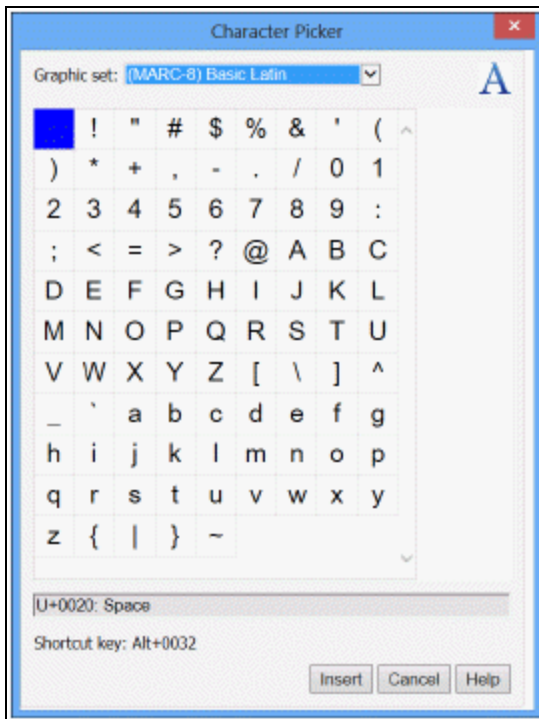 Character Picker
Graphic set: (MARC-8) Basic Latin
A
! " # $ % & ' (
) * + , - . / 0 1
2 3 4 5 6 7 8 9 :
; < = > ? @ A B C
D E F G H I J K L
M N O P Q R S T U
V W X Y Z [ \ ] ^
_ ` a b c d e f g
h i j k l m n o p
q r s t u v w x y
z { | } ~
U+0020: Space
Shortcut key: Alt+0032
Insert Cancel Help